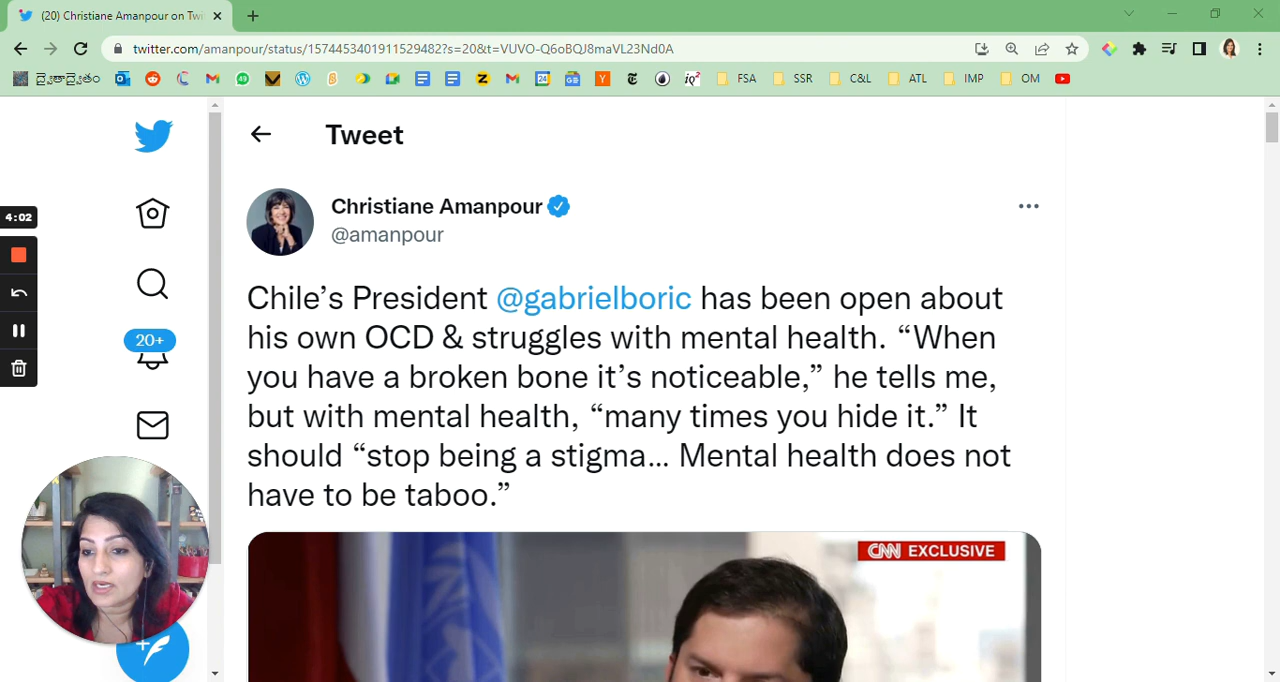 (20) Christiane Amanpour on Twi
twitter.com/amanpour/status/1574453401911529482?s=20&t=VUVO-Q6oBQJ8maVL23Nd0A
49
24
iq²
FSA
SSR
C&L
ATL
IMP
OM
Tweet
Christiane Amanpour
@amanpour
4:02
20+
Chile’s President @gabrielboric has been open about
his own OCD & struggles with mental health. “When
you have a broken bone it’s noticeable,” he tells me,
but with mental health, “many times you hide it.” It
should “stop being a stigma… Mental health does not
have to be taboo.”
CNN EXCLUSIVE